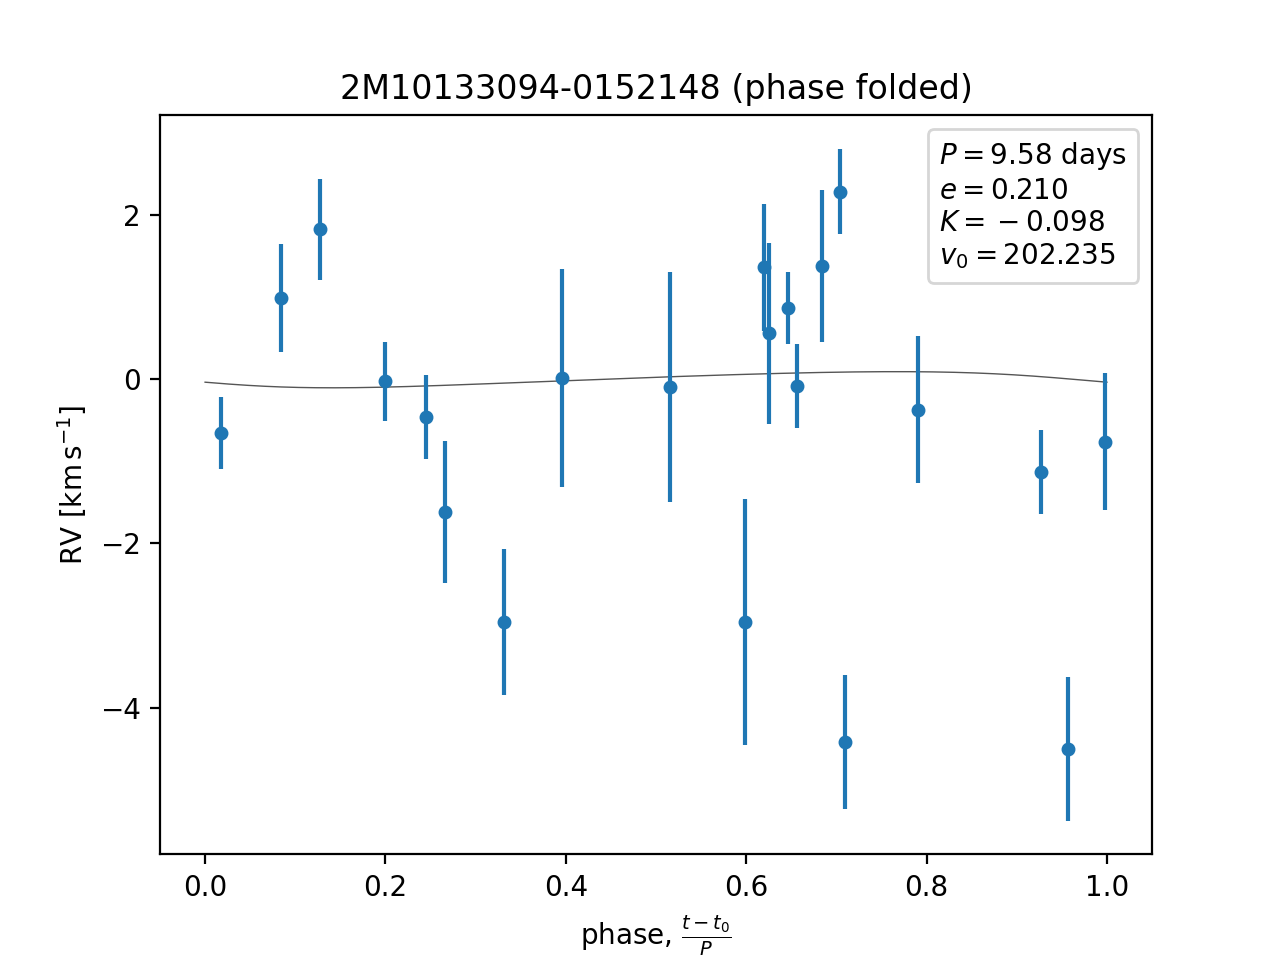 2M10133094-0152148 (phase folded)
P = 9.58 days
e = 0.210
K = −0.098
v₀ = 202.235
2
0
−2
−4
RV [km s⁻¹]
0.0 0.2 0.4 0.6 0.8 1.0
phase, (t − t₀)/P